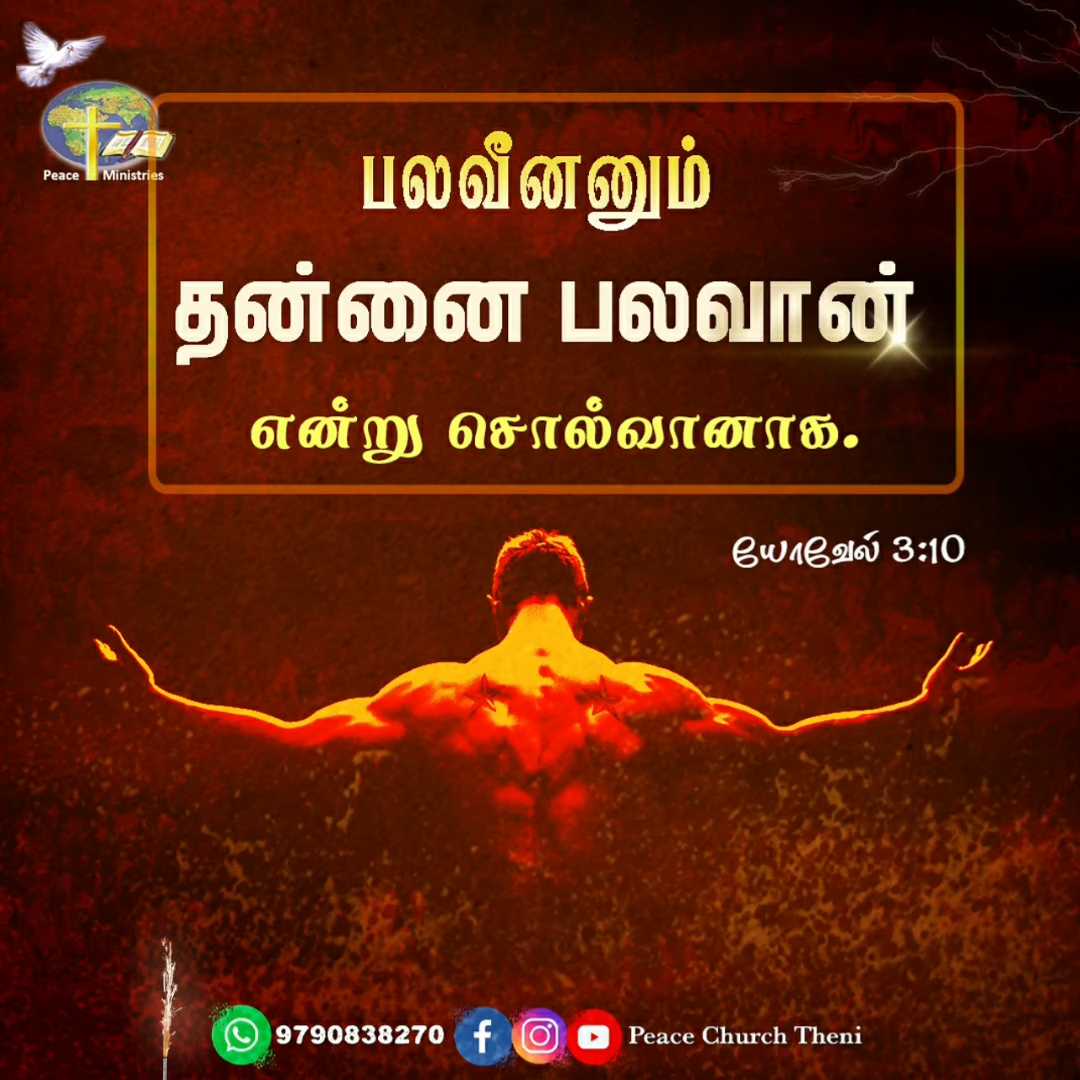 Peace Ministries
பலவீனனும்
தன்னை பலவான்
என்று சொல்வானாக.
யோவேல் 3:10
9790838270 Peace Church Theni